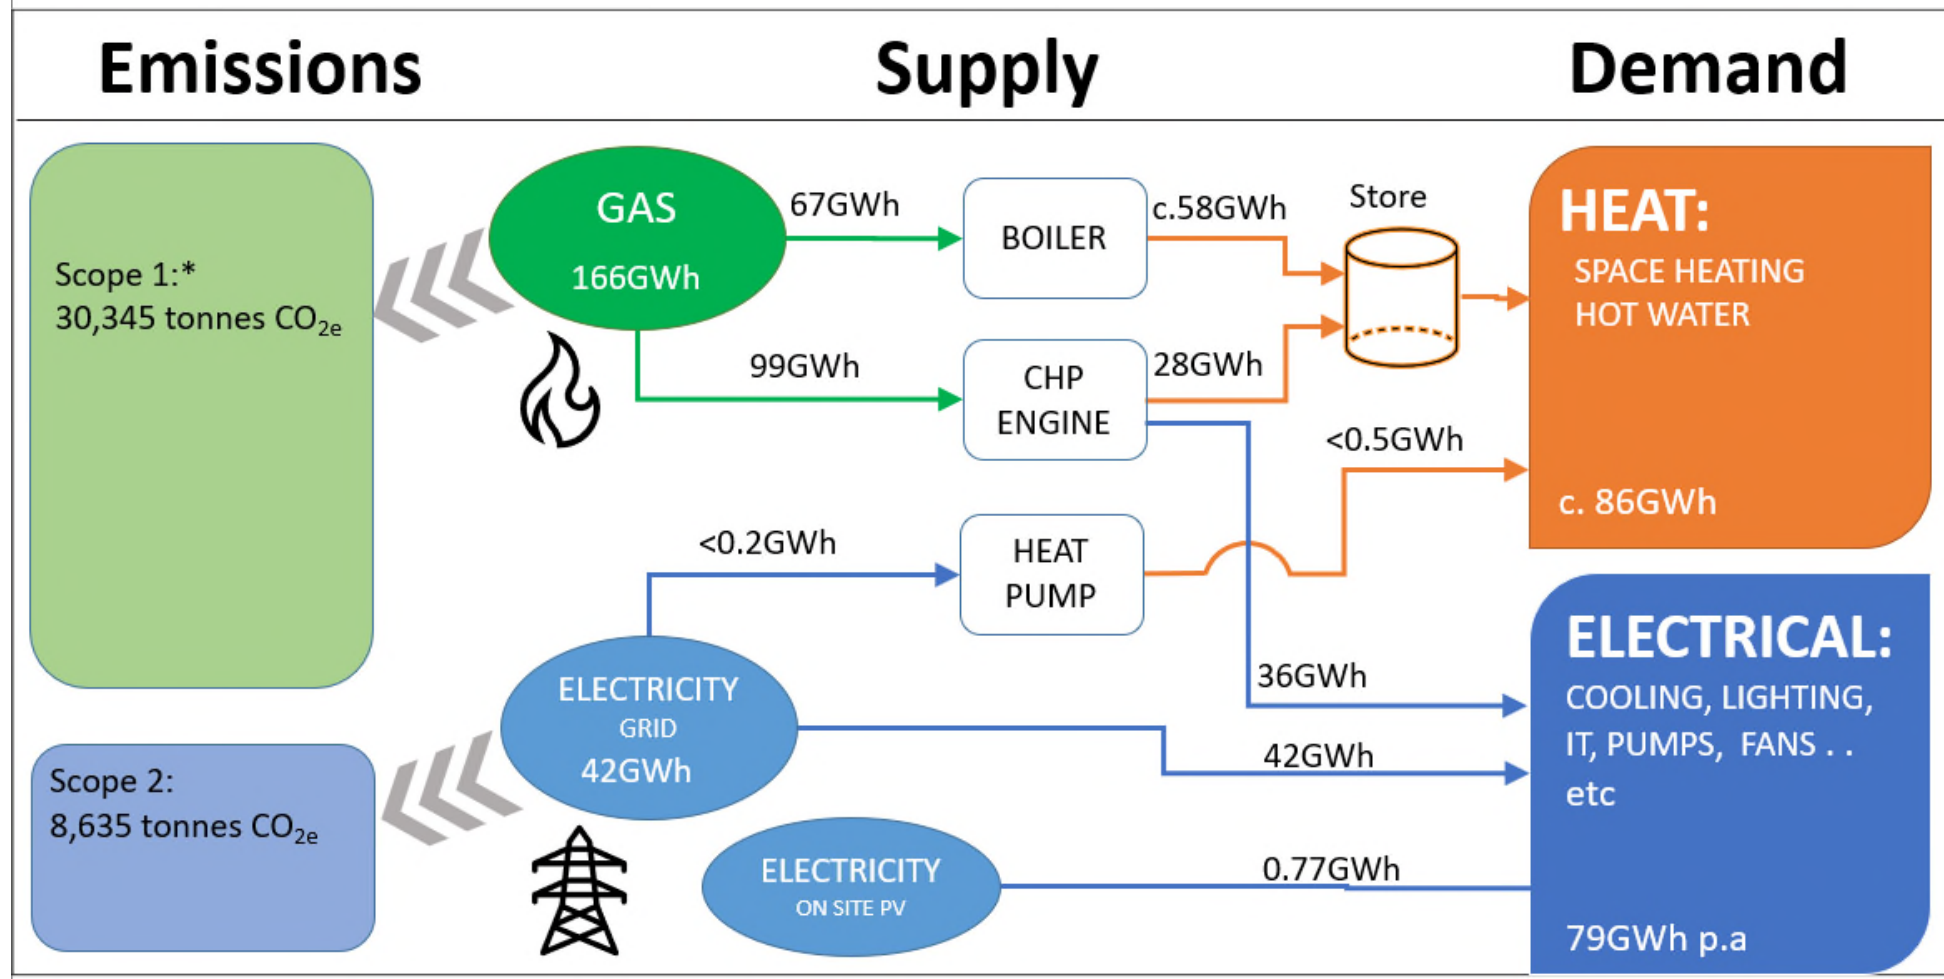 Emissions
Supply
Demand
Scope 1:*
30,345 tonnes CO2e
GAS
166GWh
67GWh
BOILER
c.58GWh
Store
HEAT:
SPACE HEATING
HOT WATER
c. 86GWh
99GWh
CHP
ENGINE
28GWh
<0.5GWh
<0.2GWh
HEAT
PUMP
36GWh
Scope 2:
8,635 tonnes CO2e
ELECTRICITY
GRID
42GWh
42GWh
ELECTRICITY
ON SITE PV
0.77GWh
ELECTRICAL:
COOLING, LIGHTING,
IT, PUMPS, FANS . .
etc
79GWh p.a